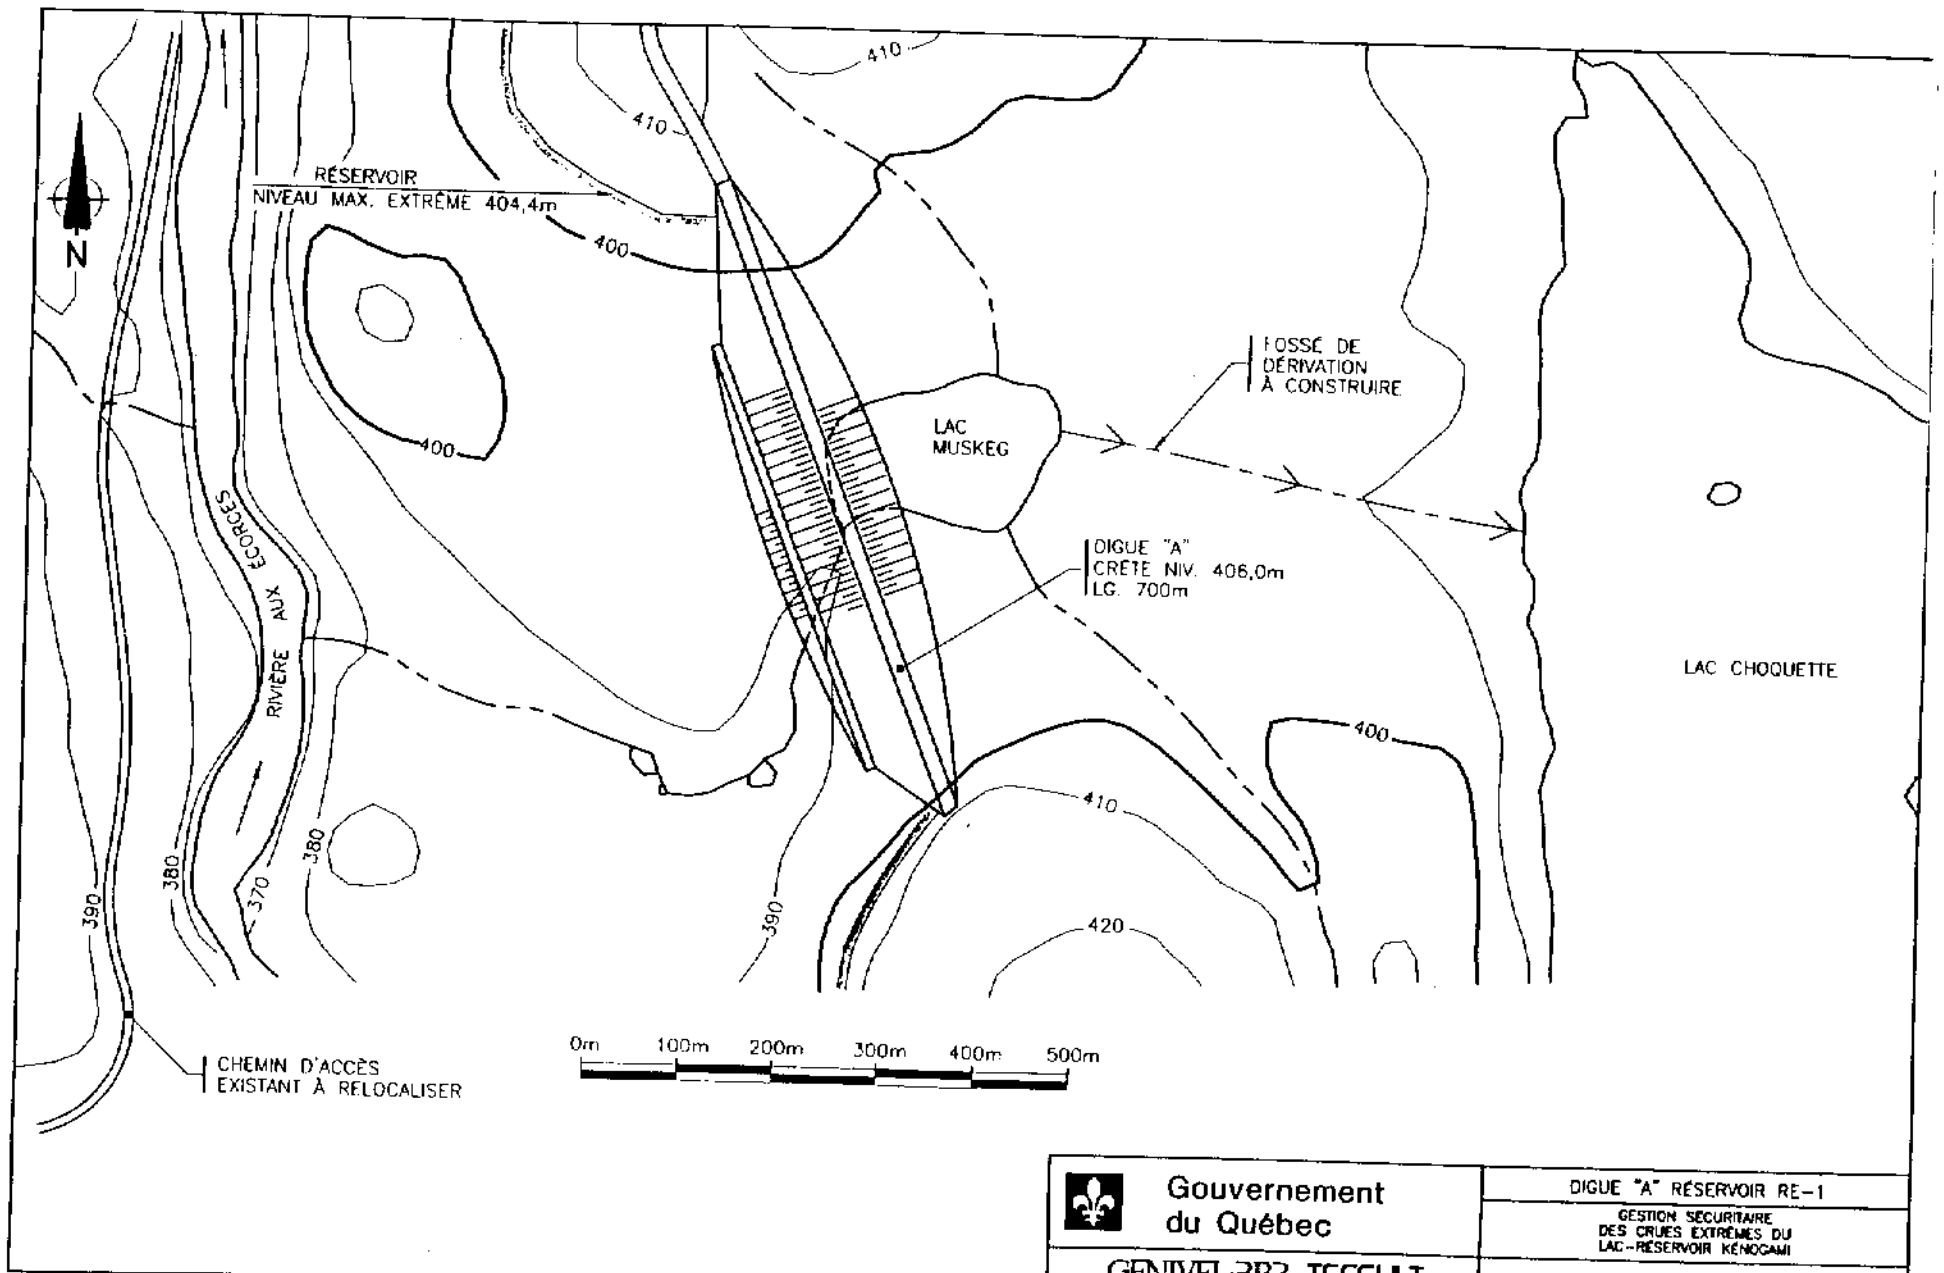 410
410
RÉSERVOIR
NIVEAU MAX. EXTRÊME 404,4m
400
N
400
FOSSÉ DE
DÉRIVATION
À CONSTRUIRE
LAC
MUSKEG
RIVIÈRE AUX ÉCORCES
DIGUE "A"
CRÊTE NIV. 406,0m
LG. 700m
LAC CHOQUETTE
400
410
380
380
370
390
390
420
0m 100m 200m 300m 400m 500m
CHEMIN D'ACCÈS
EXISTANT À RELOCALISER
Gouvernement
du Québec
DIGUE "A" RÉSERVOIR RE-1
GESTION SÉCURITAIRE
DES CRUES EXTRÊMES DU
LAC-RÉSERVOIR KÉNOGAMI